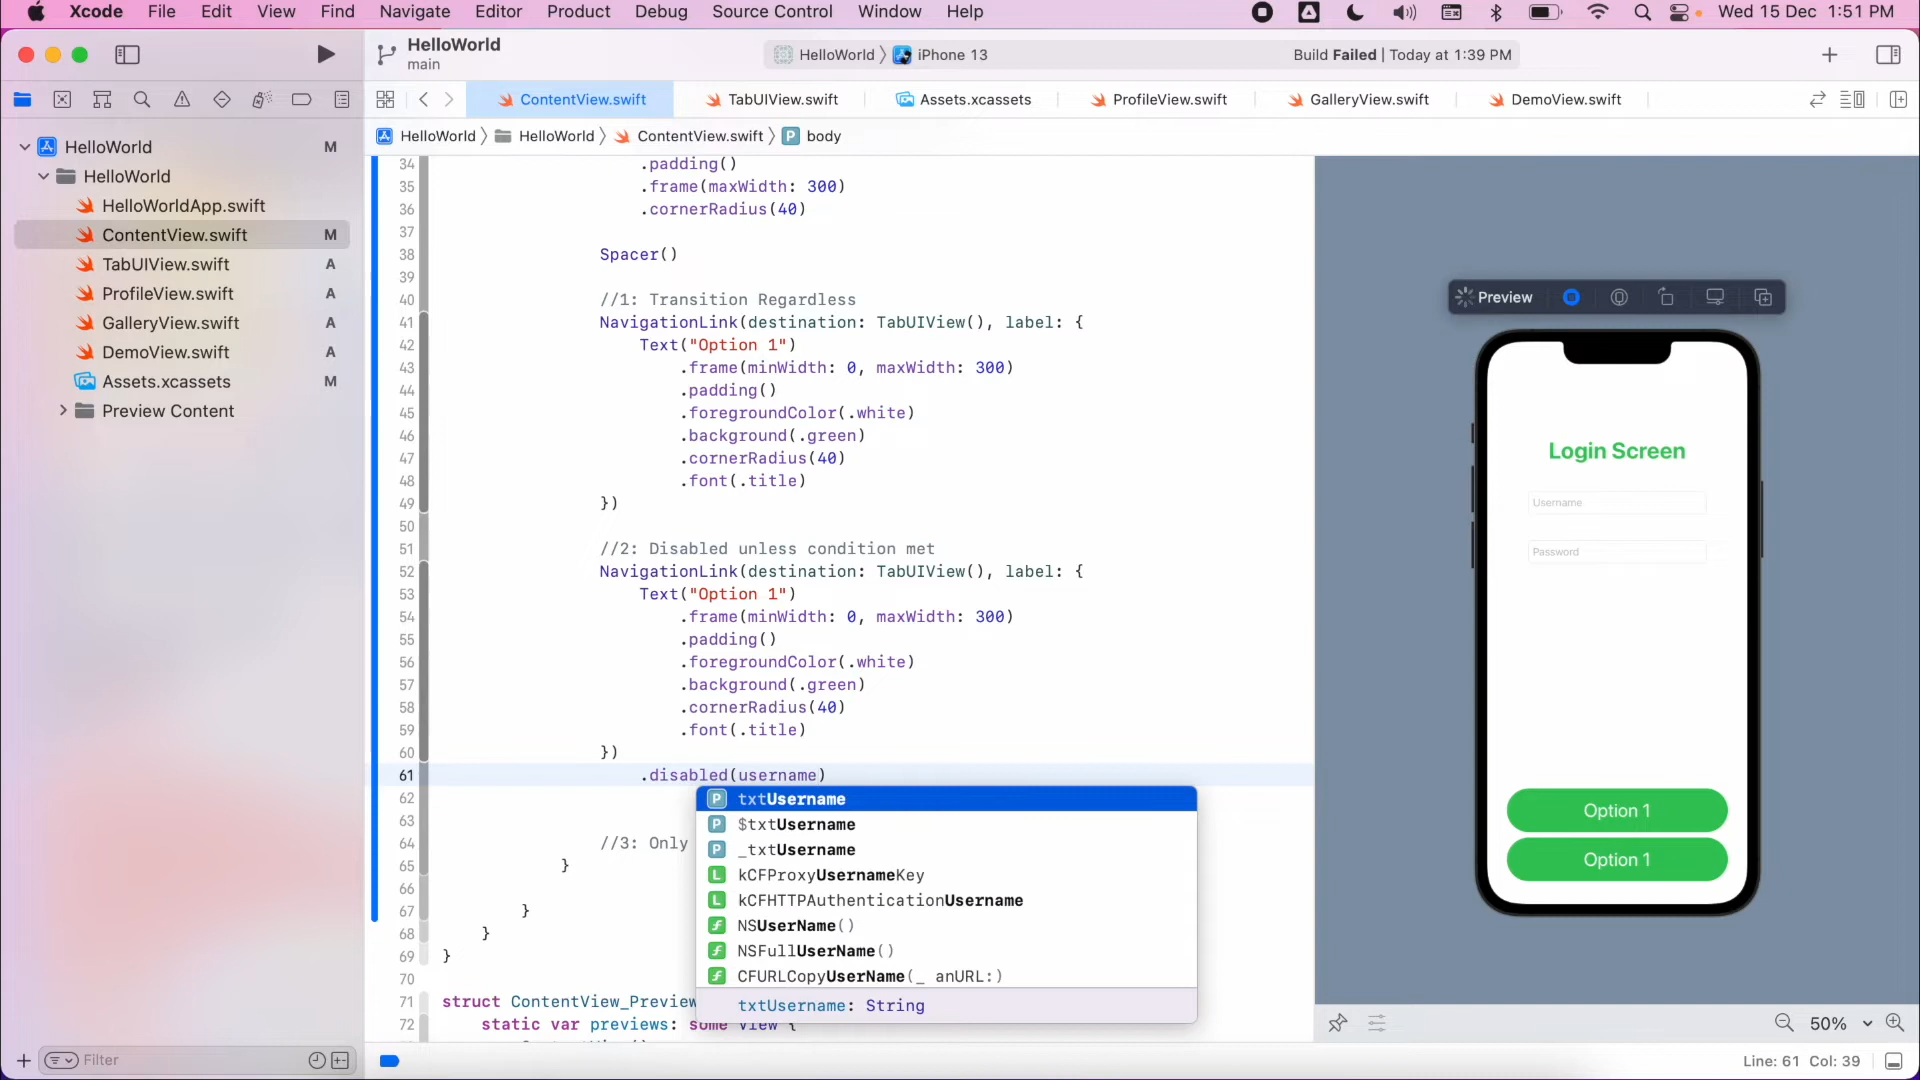 Xcode File Edit View Find Navigate Editor Product Debug Source Control Window Help Wed 15 Dec 1:51 PM
HelloWorld
main
HelloWorld iPhone 13
Build Failed | Today at 1:39 PM
ContentView.swift TabUIView.swift Assets.xcassets ProfileView.swift GalleryView.swift DemoView.swift
HelloWorld HelloWorld ContentView.swift P body
HelloWorld M
HelloWorld
HelloWorldApp.swift
ContentView.swift M
TabUIView.swift A
ProfileView.swift A
GalleryView.swift A
DemoView.swift A
Assets.xcassets M
Preview Content
Filter
34 .padding()
35 .frame(maxWidth: 300)
36 .cornerRadius(40)
37
38 Spacer()
39
40 //1: Transition Regardless
41 NavigationLink(destination: TabUIView(), label: {
42 Text("Option 1")
43 .frame(minWidth: 0, maxWidth: 300)
44 .padding()
45 .foregroundColor(.white)
46 .background(.green)
47 .cornerRadius(40)
48 .font(.title)
49 })
50
51 //2: Disabled unless condition met
52 NavigationLink(destination: TabUIView(), label: {
53 Text("Option 1")
54 .frame(minWidth: 0, maxWidth: 300)
55 .padding()
56 .foregroundColor(.white)
57 .background(.green)
58 .cornerRadius(40)
59 .font(.title)
60 })
61 .disabled(username)
62
63
64 //3: Only
65 }
66
67 }
68 }
69 }
70
71 struct ContentView_Preview
72 static var previews: some View {
P txtUsername
P $txtUsername
P _txtUsername
L kCFProxyUsernameKey
L kCFHTTPAuthenticationUsername
f NSUserName()
f NSFullUserName()
f CFURLCopyUserName(_ anURL:)
txtUsername: String
Preview
Login Screen
Username
Password
Option 1
Option 1
50%
Line: 61 Col: 39